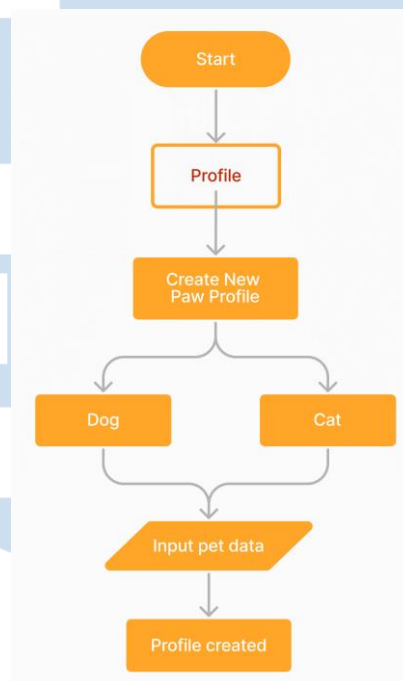 Start
Profile
Create New
Paw Profile
Dog
Cat
Input pet data
Profile created